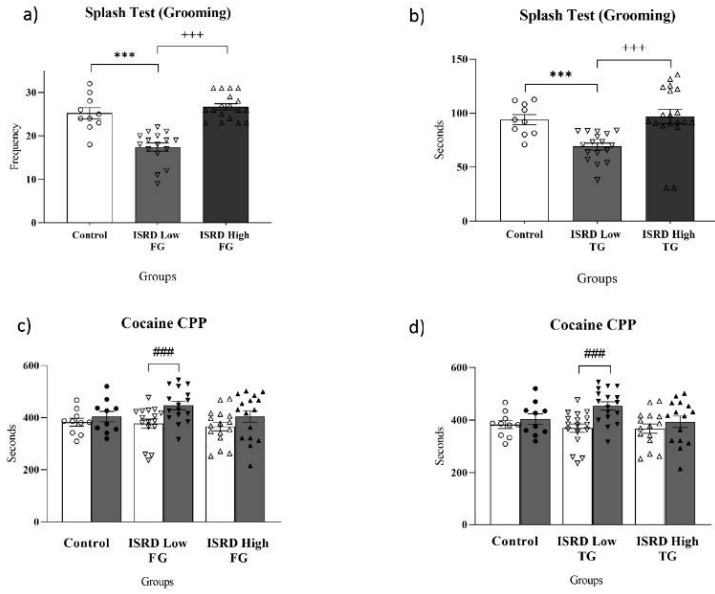 a)
Splash Test (Grooming)
+++
***
30
20
10
0
Frequency
Control
ISRD Low
FG
ISRD High
FG
Groups
b)
Splash Test (Grooming)
+++
***
150
100
50
0
Seconds
Control
ISRD Low
TG
ISRD High
TG
Groups
c)
Cocaine CPP
###
600
400
200
0
Seconds
Control
ISRD Low
FG
ISRD High
FG
Groups
d)
Cocaine CPP
###
600
400
200
0
Seconds
Control
ISRD Low
TG
ISRD High
TG
Groups